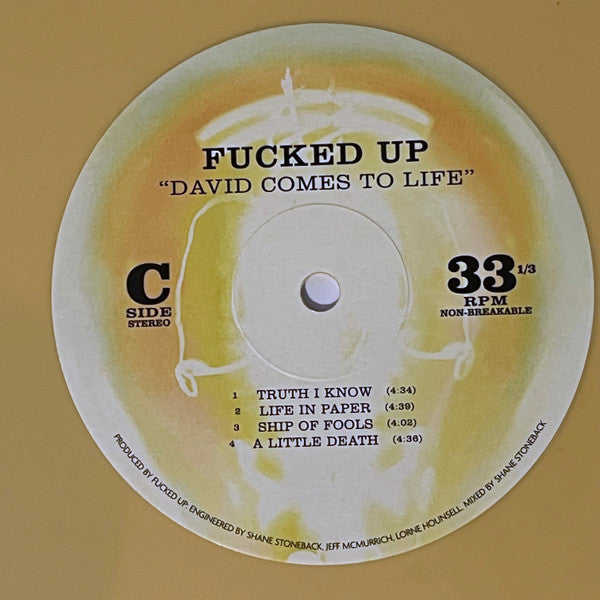 FUCKED UP
“DAVID COMES TO LIFE”
C
SIDE
STEREO
33 1/3
RPM
NON-BREAKABLE
1 TRUTH I KNOW (4:34)
2 LIFE IN PAPER (4:39)
3 SHIP OF FOOLS (4:02)
4 A LITTLE DEATH (4:36)
PRODUCED BY FUCKED UP. ENGINEERED BY SHANE STONEBACK, JEFF MCMURRICH, LORNE HOUNSELL. MIXED BY SHANE STONEBACK